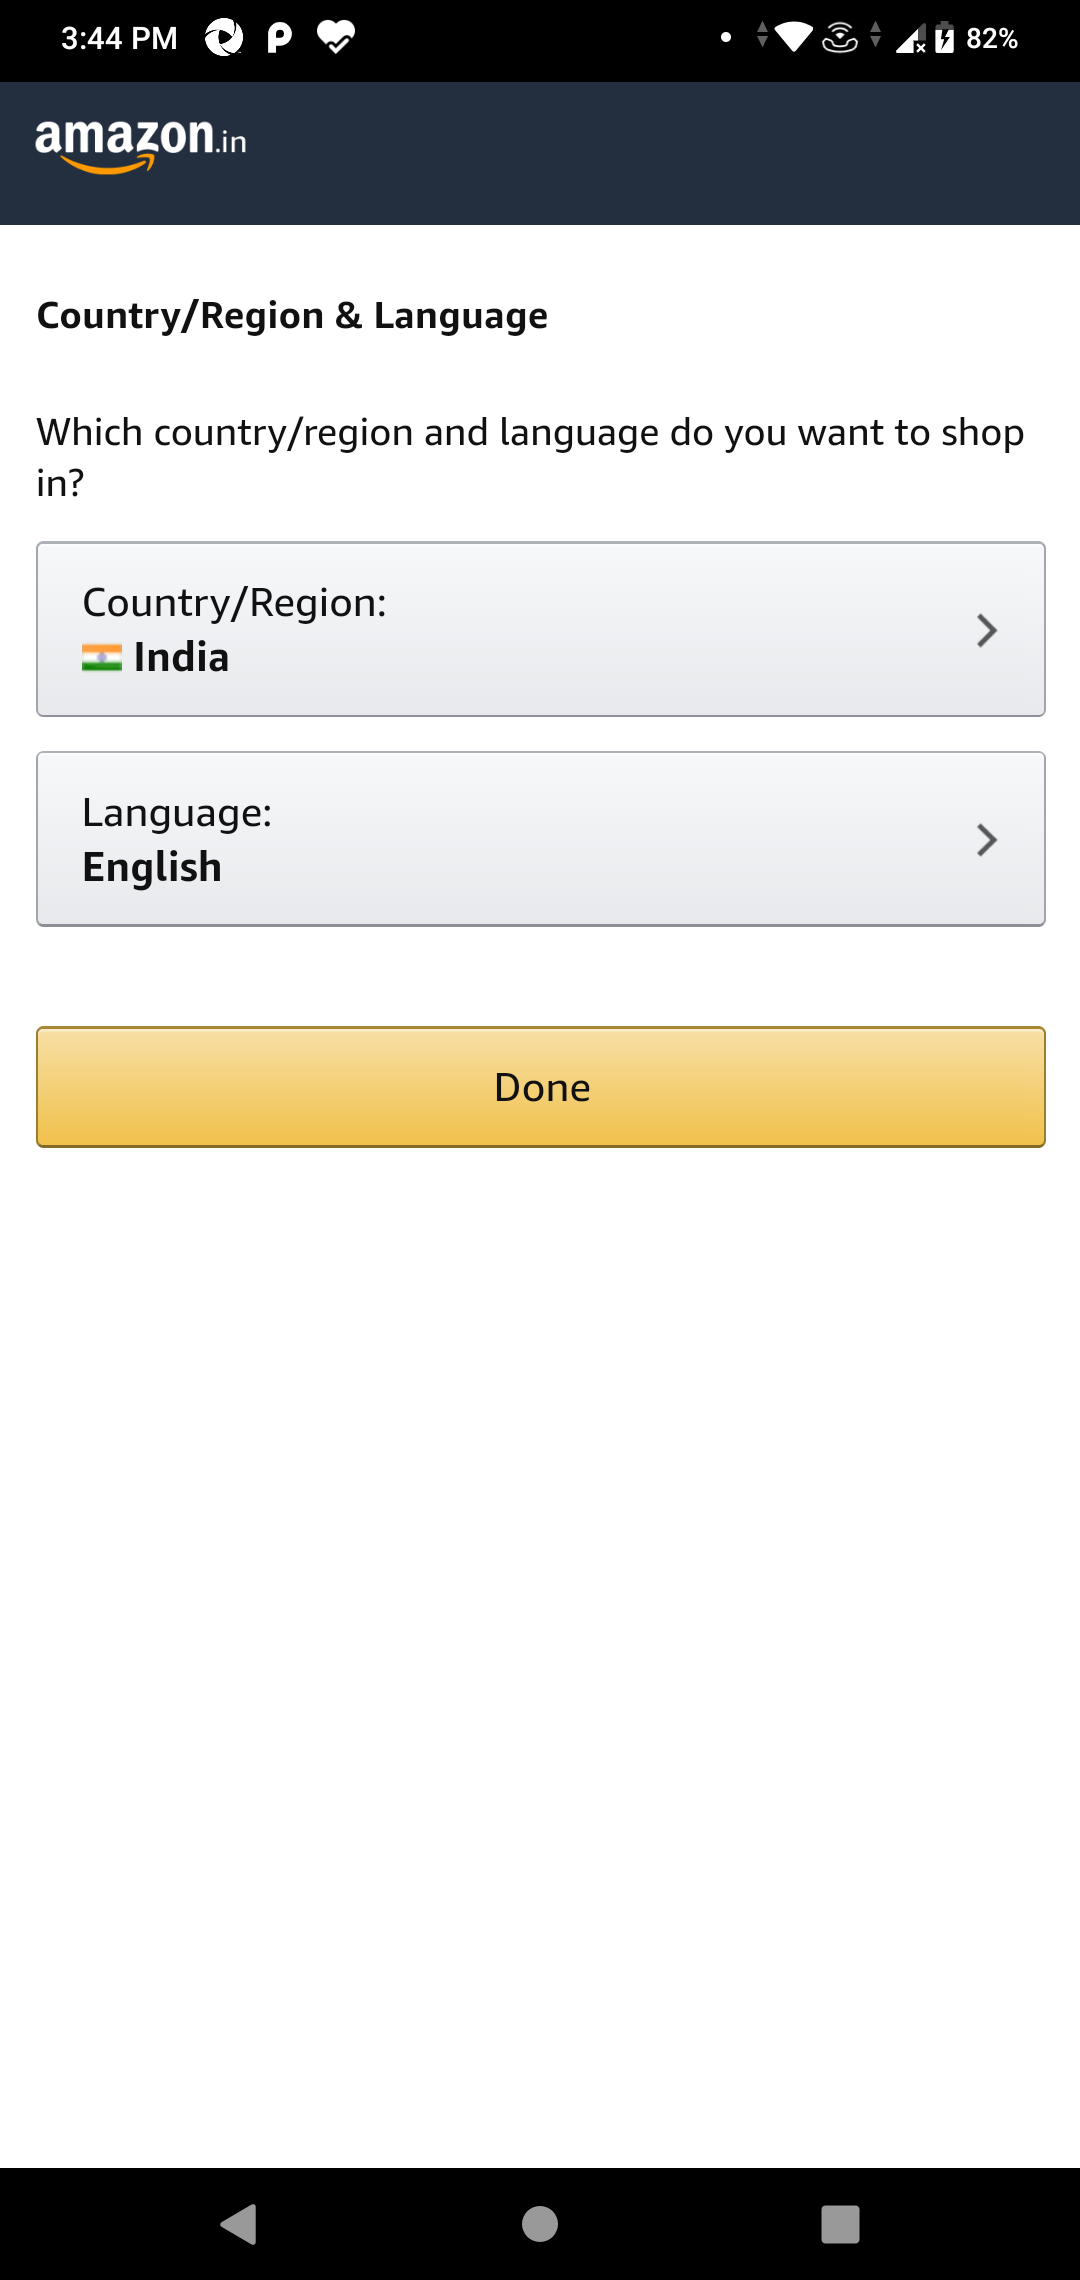 3:44 PM
82%
amazon.in
Country/Region & Language
Which country/region and language do you want to shop
in?
Country/Region:
India
Language:
English
Done